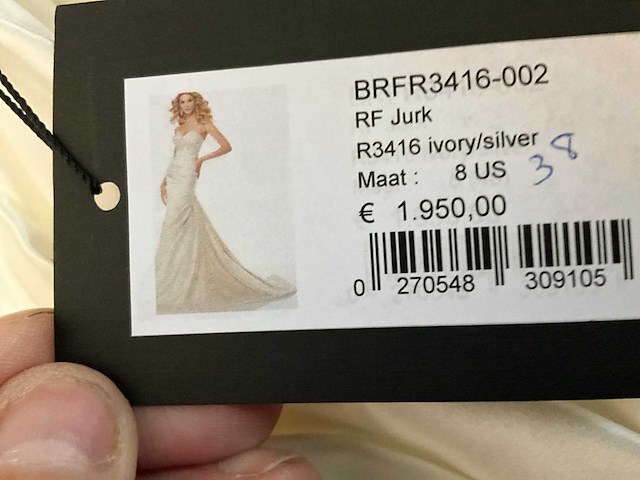 BRFR3416-002
RF Jurk
R3416 ivory/silver
Maat : 8 US 38
€ 1.950,00
0 270548 309105